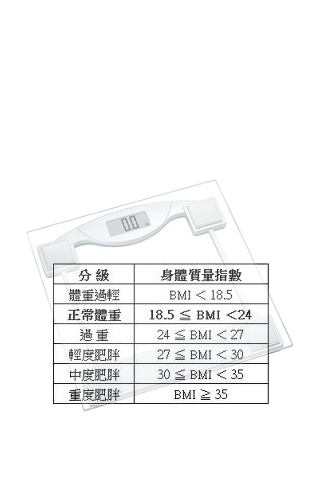 0.0
分 級 身體質量指數
體重過輕 BMI < 18.5
正常體重 18.5 ≦ BMI <24
過 重 24 ≦ BMI < 27
輕度肥胖 27 ≦ BMI < 30
中度肥胖 30 ≦ BMI < 35
重度肥胖 BMI ≧ 35